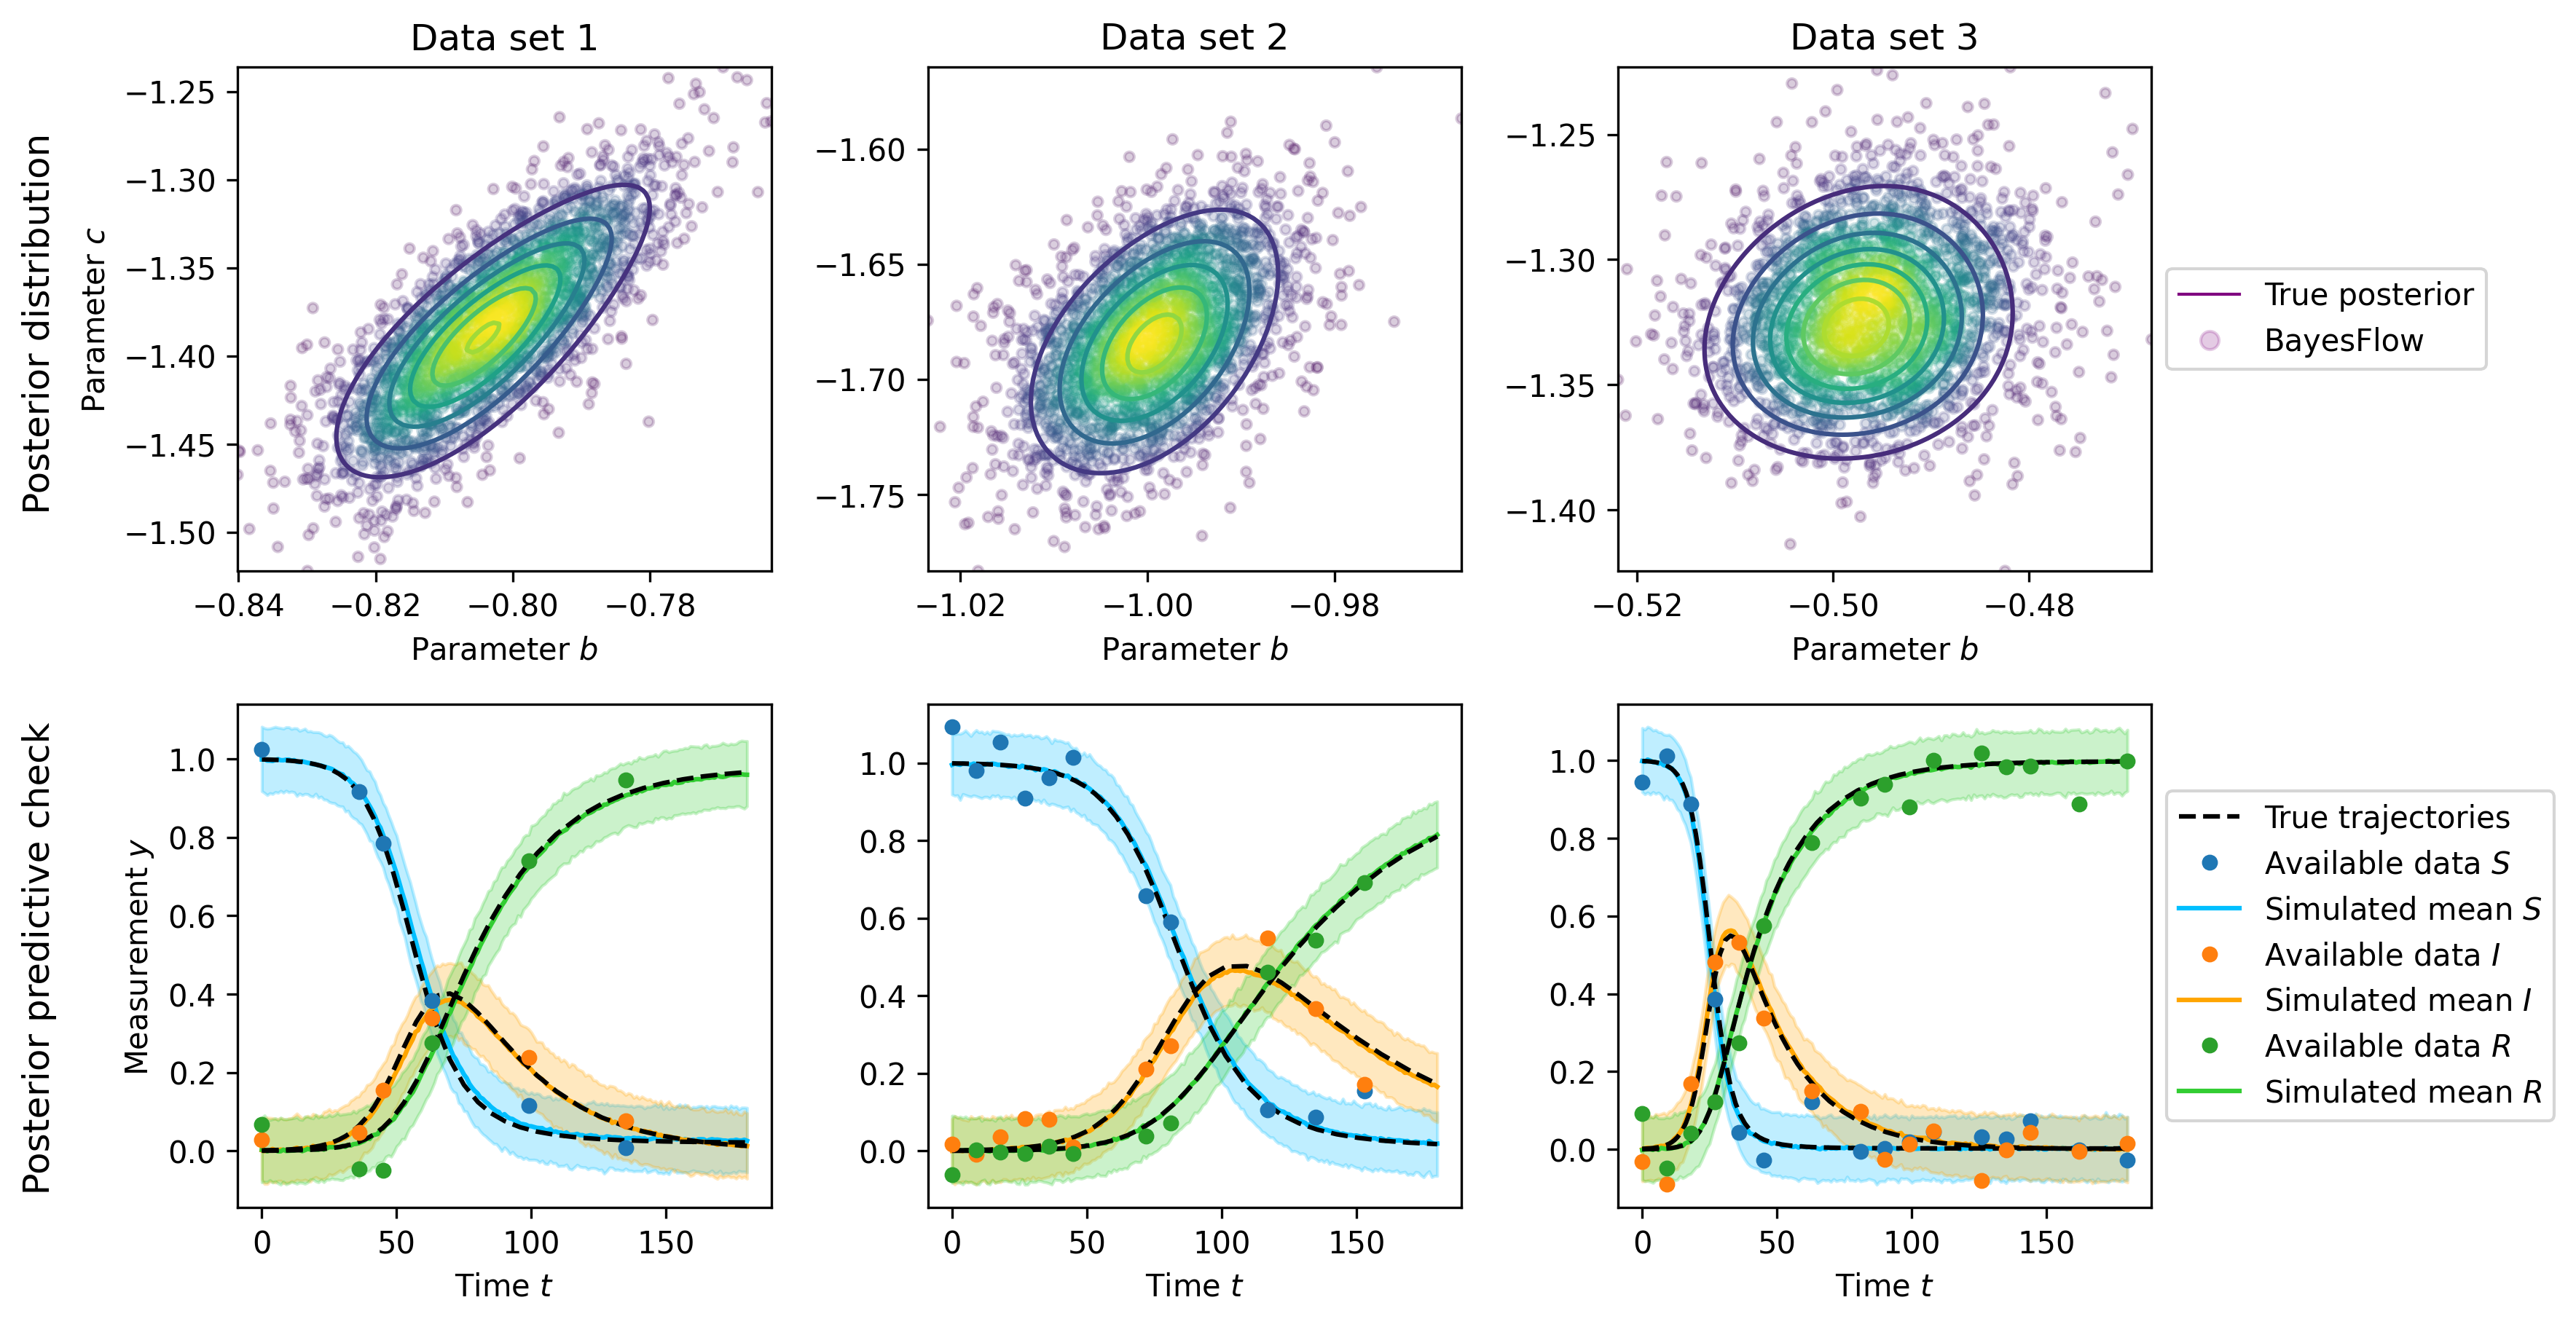 Data set 1
Data set 2
Data set 3
Posterior distribution
Parameter c
−1.25
−1.30
−1.35
−1.40
−1.45
−1.50
−0.84
−0.82
−0.80
−0.78
Parameter b
−1.60
−1.65
−1.70
−1.75
−1.02
−1.00
−0.98
Parameter b
−1.25
−1.30
−1.35
−1.40
−0.52
−0.50
−0.48
Parameter b
True posterior
BayesFlow
Posterior predictive check
Measurement y
1.0
0.8
0.6
0.4
0.2
0.0
0
50
100
150
Time t
1.0
0.8
0.6
0.4
0.2
0.0
0
50
100
150
Time t
1.0
0.8
0.6
0.4
0.2
0.0
0
50
100
150
Time t
True trajectories
Available data S
Simulated mean S
Available data I
Simulated mean I
Available data R
Simulated mean R